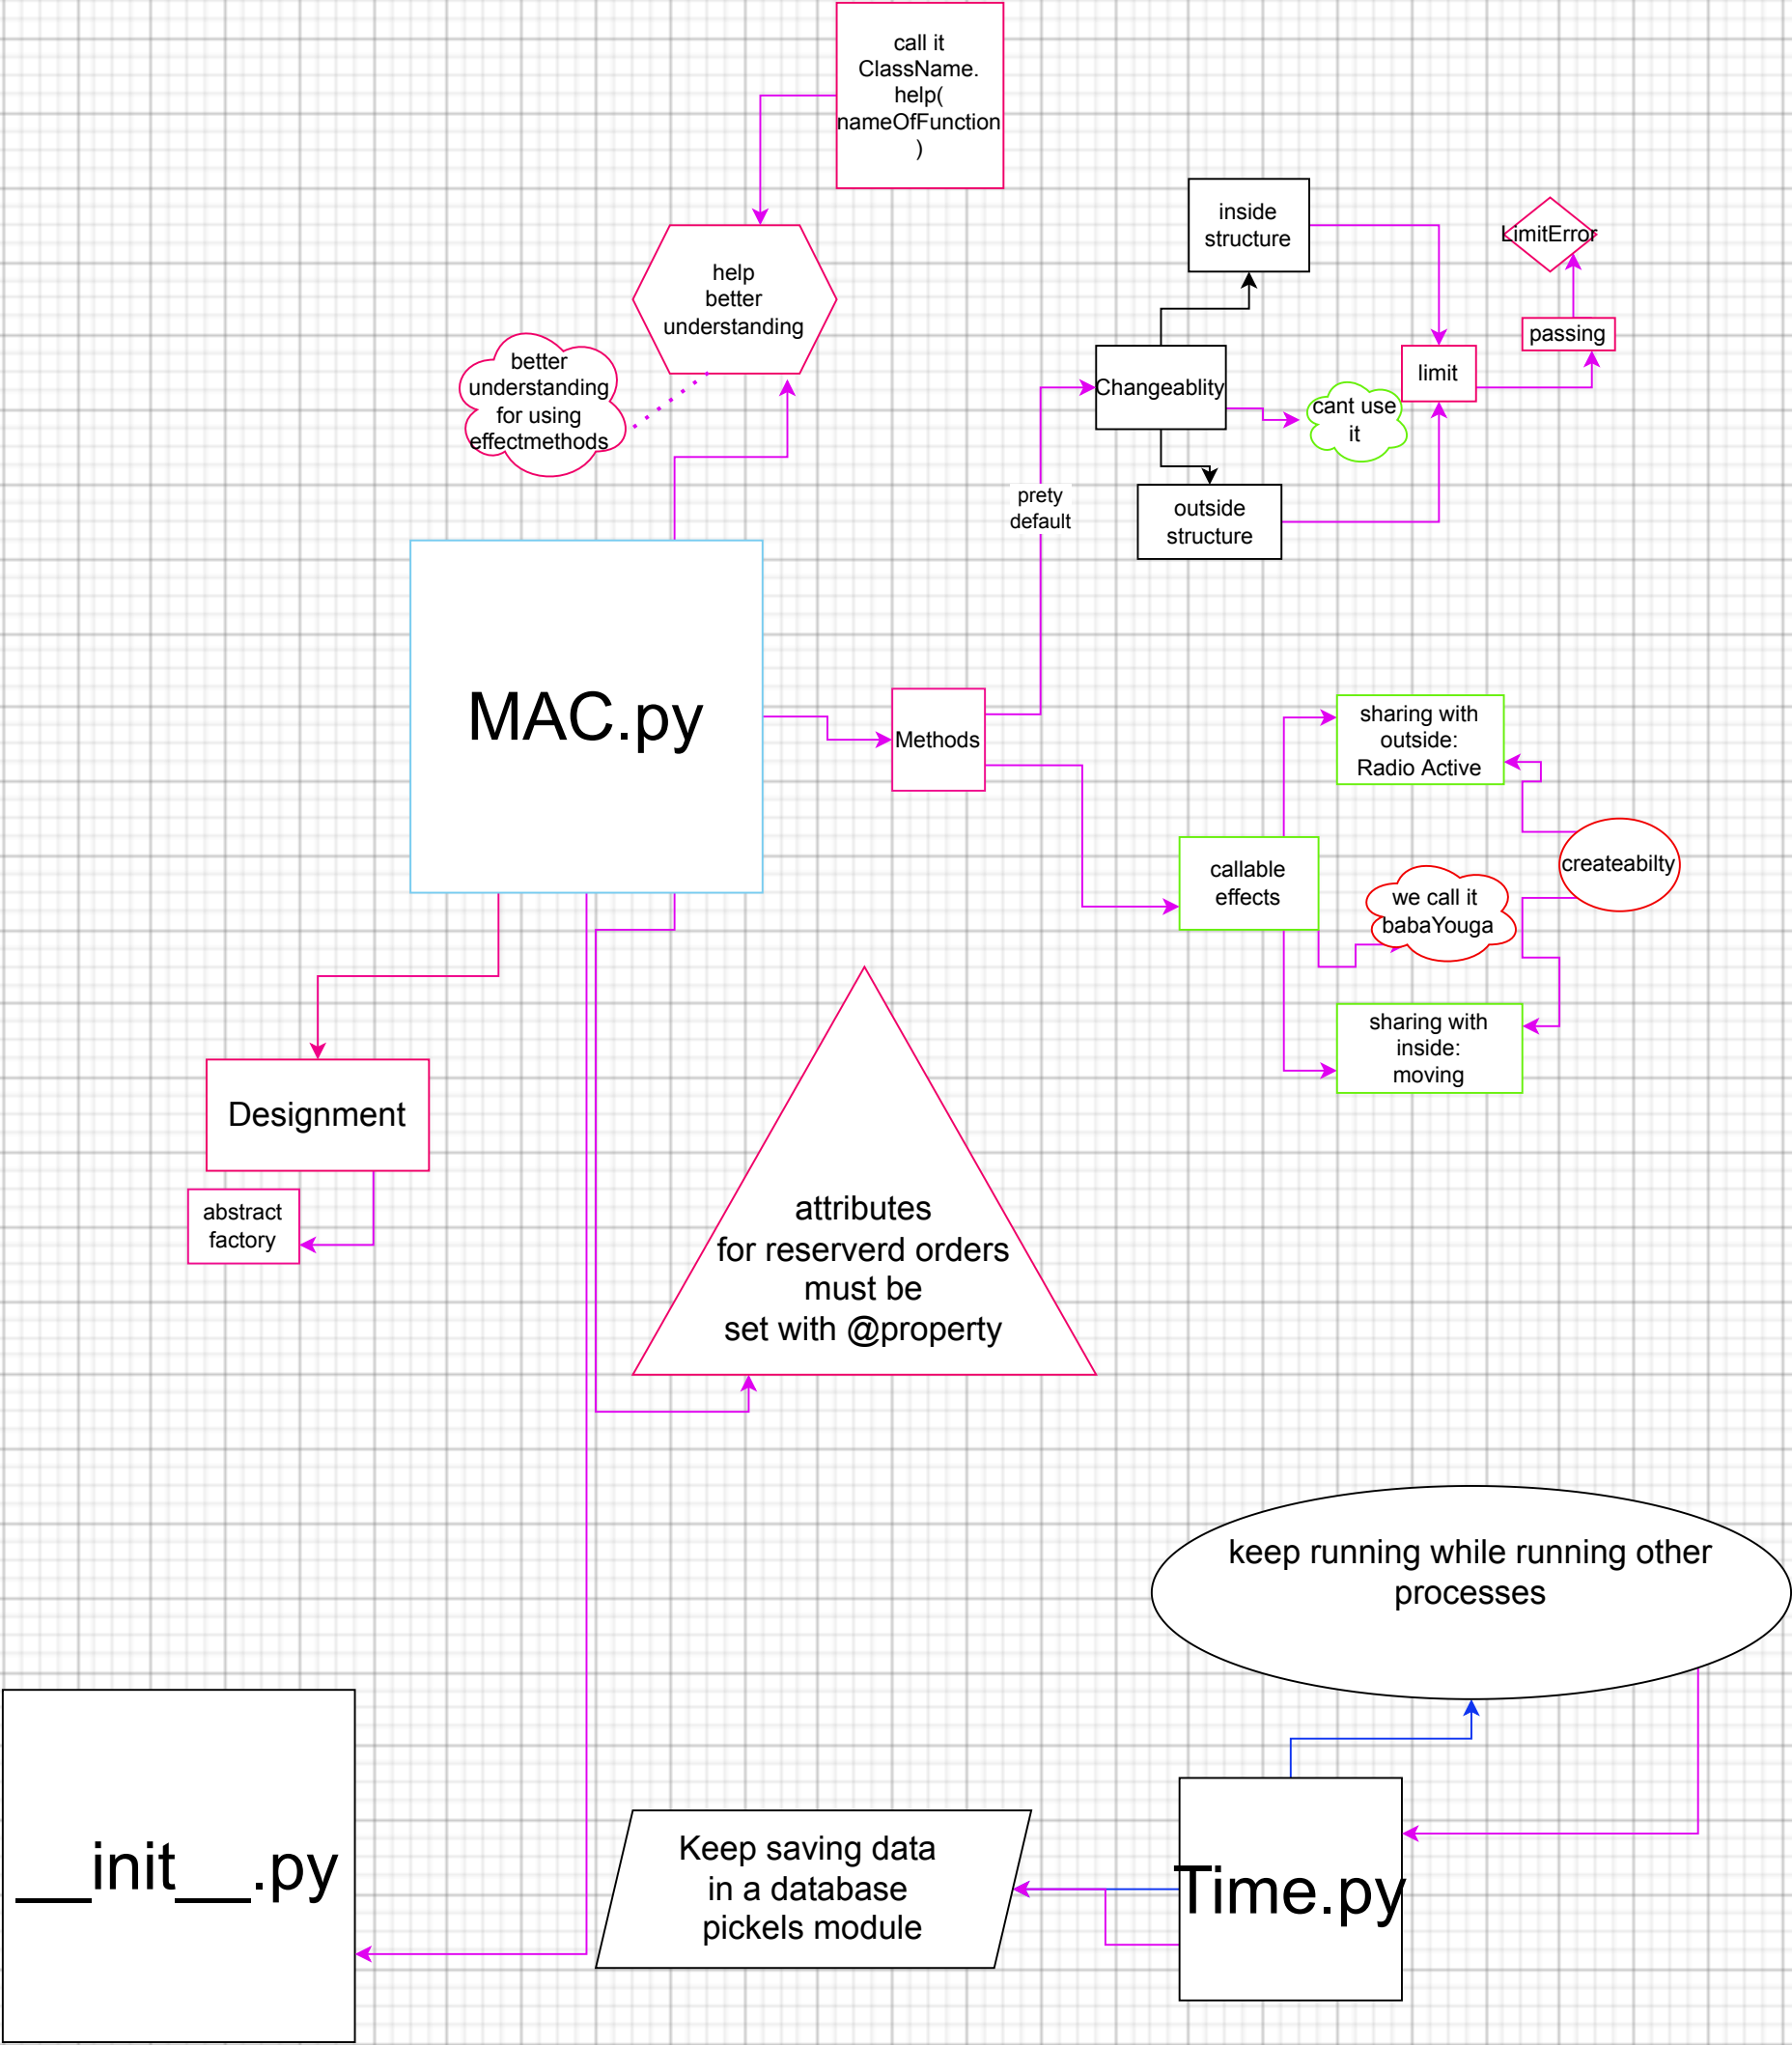 call it
ClassName.
help(
nameOfFunction
)
inside
structure
LimitError
help
better
understanding
passing
better
understanding
for using
effectmethods
Changeablity
limit
cant use
it
prety
default
outside
structure
MAC.py
Methods
sharing with
outside:
Radio Active
callable
effects
createabilty
we call it
babaYouga
sharing with
inside:
moving
Designment
abstract
factory
attributes
for reserverd orders
must be
set with @property
keep running while running other
processes
__init__.py
Keep saving data
in a database
pickels module
Time.py